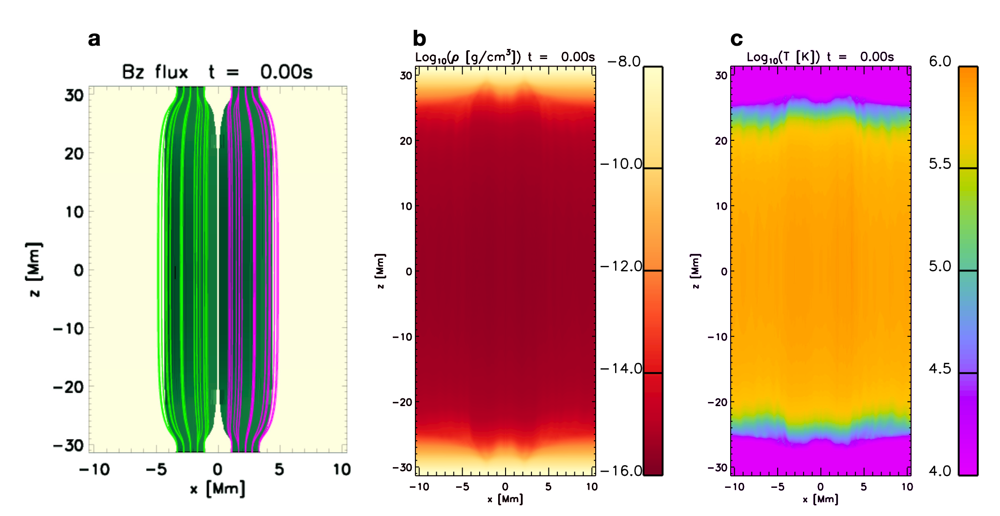 a
Bz flux t = 0.00s
30
20
10
0
−10
−20
−30
z [Mm]
−10 −5 0 5 10
x [Mm]
b
Log10(ρ [g/cm³]) t = 0.00s
30
20
10
0
−10
−20
−30
z [Mm]
−10 −5 0 5 10
x [Mm]
−8.0
−10.0
−12.0
−14.0
−16.0
c
Log10(T [K]) t = 0.00s
30
20
10
0
−10
−20
−30
z [Mm]
−10 −5 0 5 10
x [Mm]
6.0
5.5
5.0
4.5
4.0